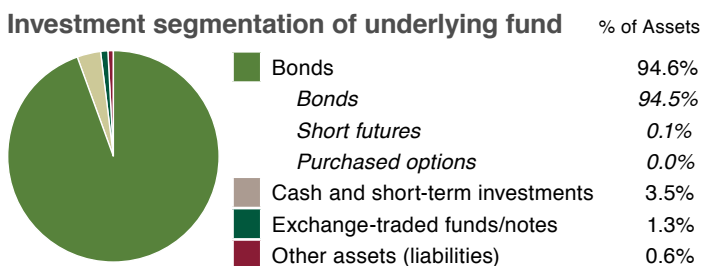 Investment segmentation of underlying fund % of Assets
Bonds 94.6%
Bonds 94.5%
Short futures 0.1%
Purchased options 0.0%
Cash and short-term investments 3.5%
Exchange-traded funds/notes 1.3%
Other assets (liabilities) 0.6%